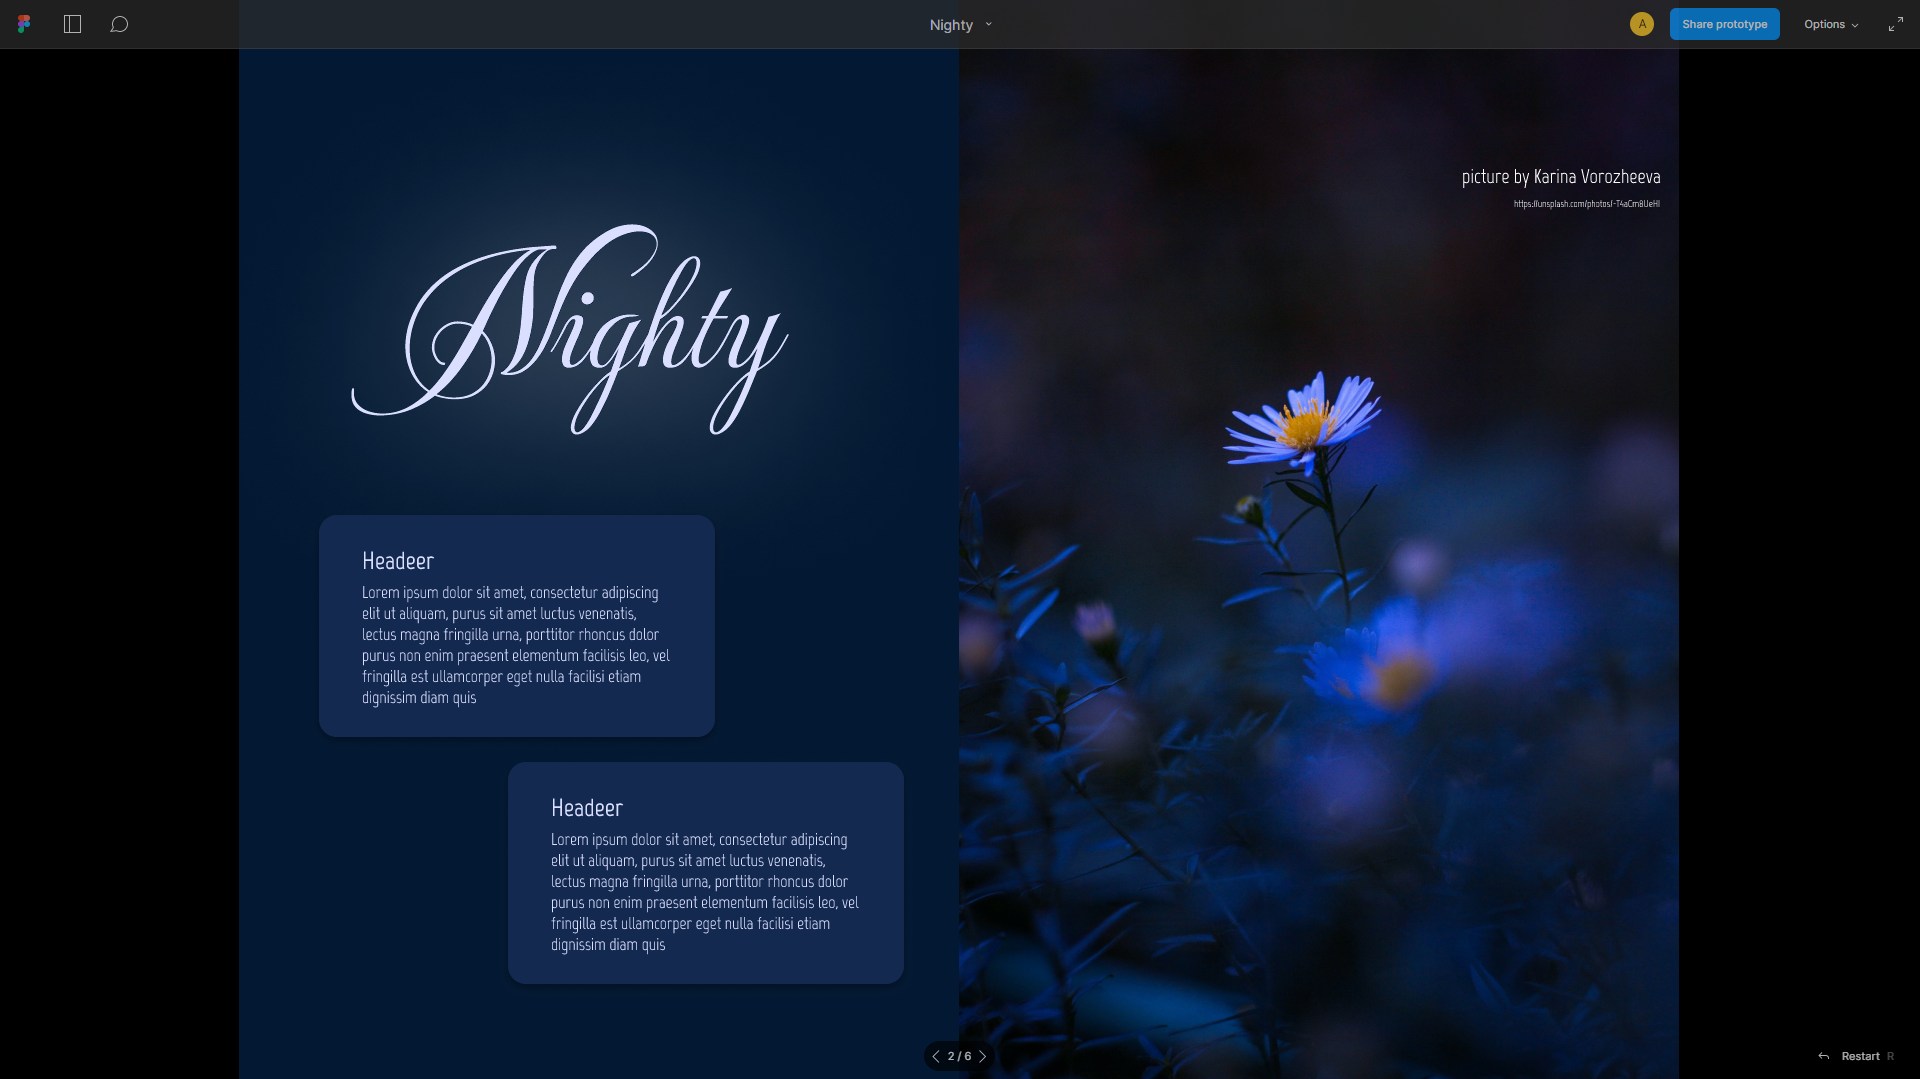 Nighty
A
Share prototype
Options
picture by Karina Vorozheeva
https://unsplash.com/photos/-T4aCm8UeHI
Nighty
Headeer
Lorem ipsum dolor sit amet, consectetur adipiscing
elit ut aliquam, purus sit amet luctus venenatis,
lectus magna fringilla urna, porttitor rhoncus dolor
purus non enim praesent elementum facilisis leo, vel
fringilla est ullamcorper eget nulla facilisi etiam
dignissim diam quis
Headeer
Lorem ipsum dolor sit amet, consectetur adipiscing
elit ut aliquam, purus sit amet luctus venenatis,
lectus magna fringilla urna, porttitor rhoncus dolor
purus non enim praesent elementum facilisis leo, vel
fringilla est ullamcorper eget nulla facilisi etiam
dignissim diam quis
2 / 6
Restart R